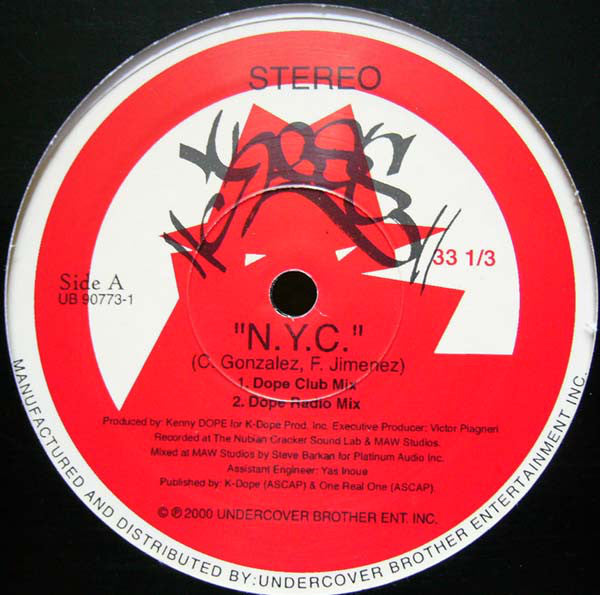 STEREO
33 1/3
Side A
UB 90773-1
"N.Y.C."
(C. Gonzalez, F. Jimenez)
1. Dope Club Mix
2. Dope Radio Mix
Produced by: Kenny DOPE for K-Dope Prod. Inc. Executive Producer: Victor Piagneri
Recorded at The Nubian Cracker Sound Lab & MAW Studios.
Mixed at MAW Studios by Steve Barkan for Platinum Audio Inc.
Assistant Engineer: Yas Inoue
Published by: K-Dope (ASCAP) & One Real One (ASCAP)
© ℗ 2000 UNDERCOVER BROTHER ENT. INC.
MANUFACTURED AND DISTRIBUTED BY: UNDERCOVER BROTHER ENTERTAINMENT INC.